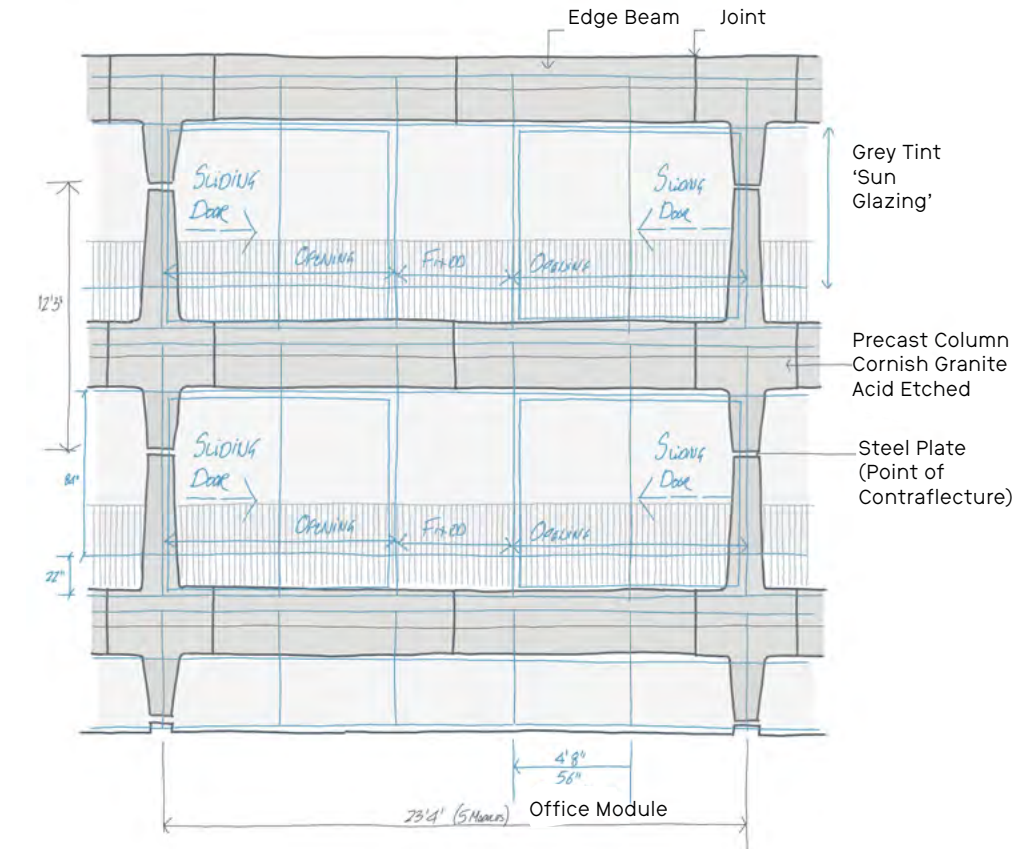 Edge Beam
Joint
Grey Tint
‘Sun
Glazing’
SLIDING
DOOR
SLIDING
DOOR
OPENING
FIXED
OPENING
12'3"
Precast Column
Cornish Granite
Acid Etched
SLIDING
DOOR
SLIDING
DOOR
Steel Plate
(Point of
Contraflecture)
OPENING
FIXED
OPENING
22"
4'8"
56"
Office Module
23'4" (5 MODULES)